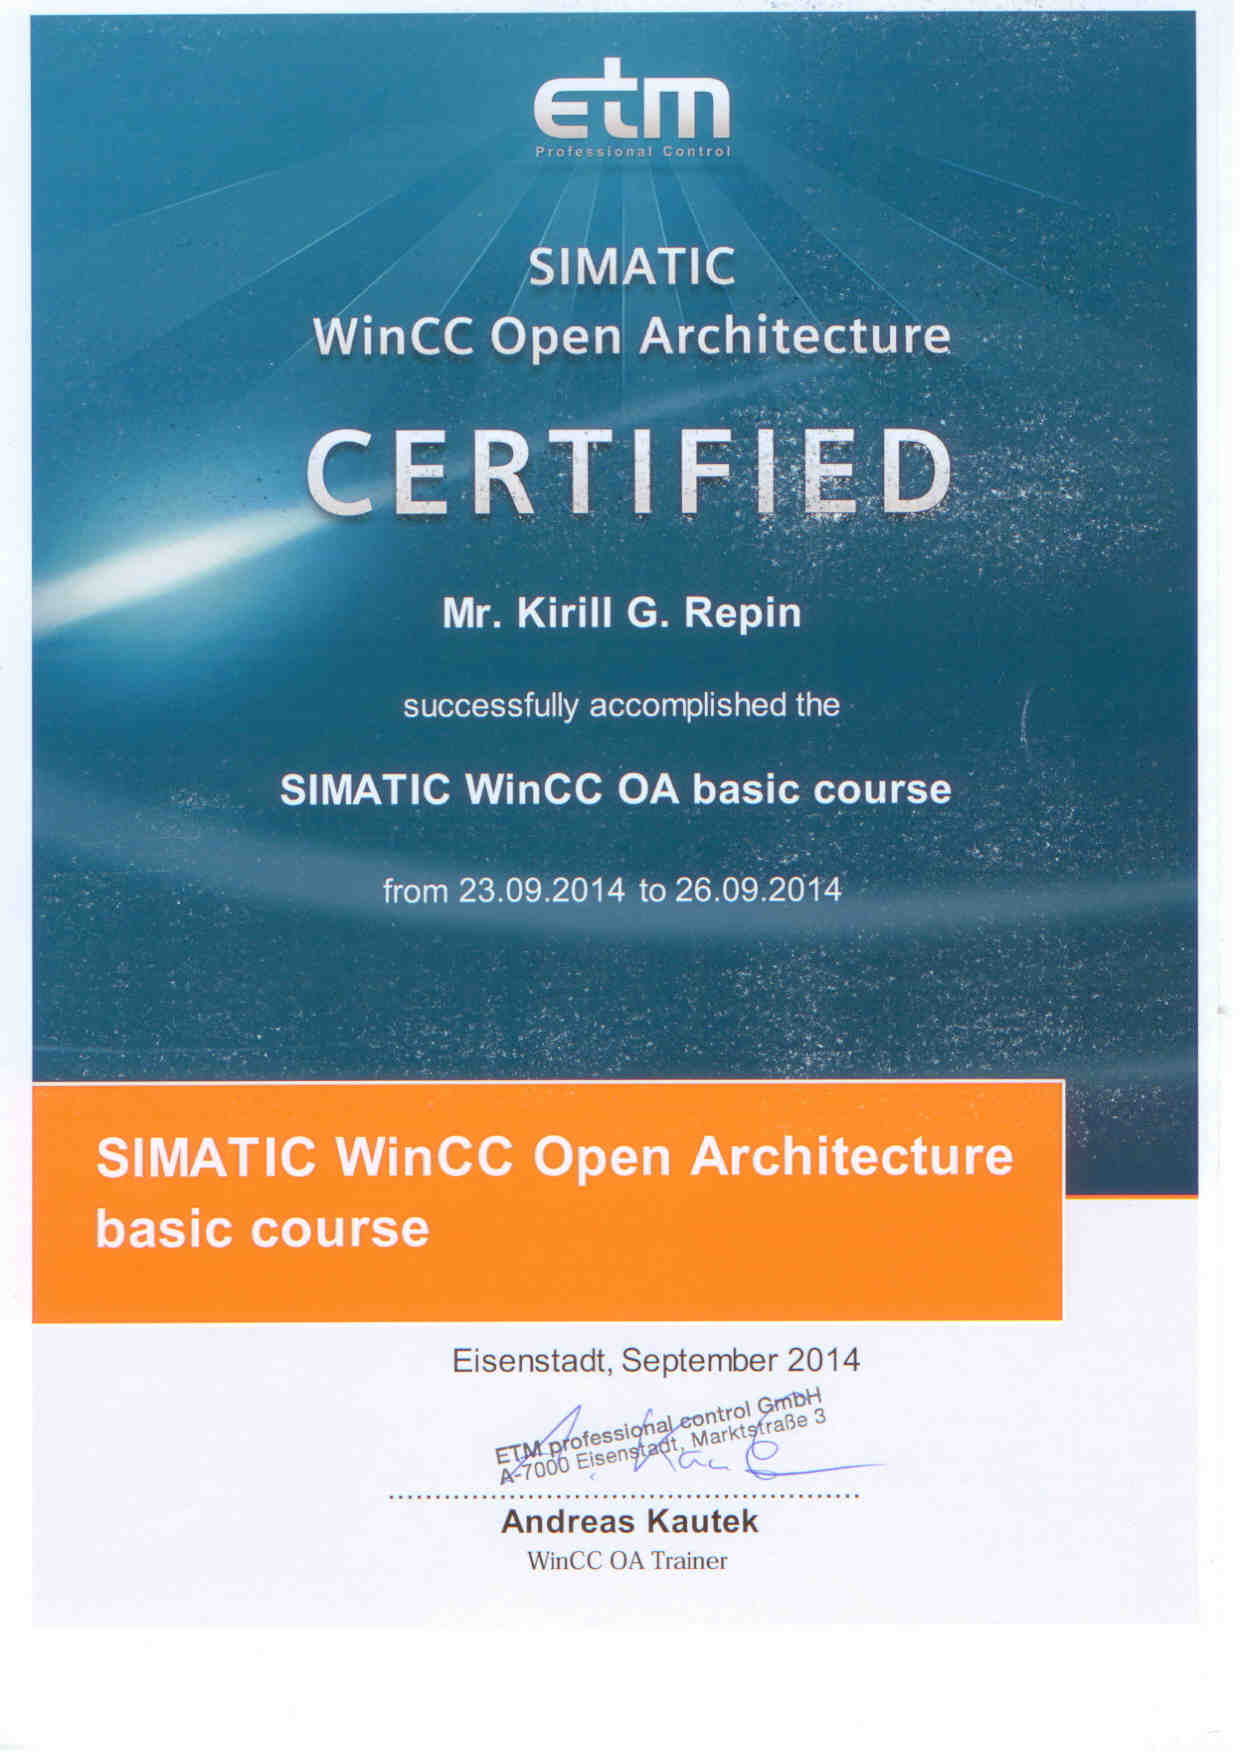 etm
Professional Control
SIMATIC
WinCC Open Architecture
CERTIFIED
Mr. Kirill G. Repin
successfully accomplished the
SIMATIC WinCC OA basic course
from 23.09.2014 to 26.09.2014
SIMATIC WinCC Open Architecture
basic course
Eisenstadt, September 2014
ETM professional control GmbH
A-7000 Eisenstadt, Marktstraße 3
Andreas Kautek
WinCC OA Trainer